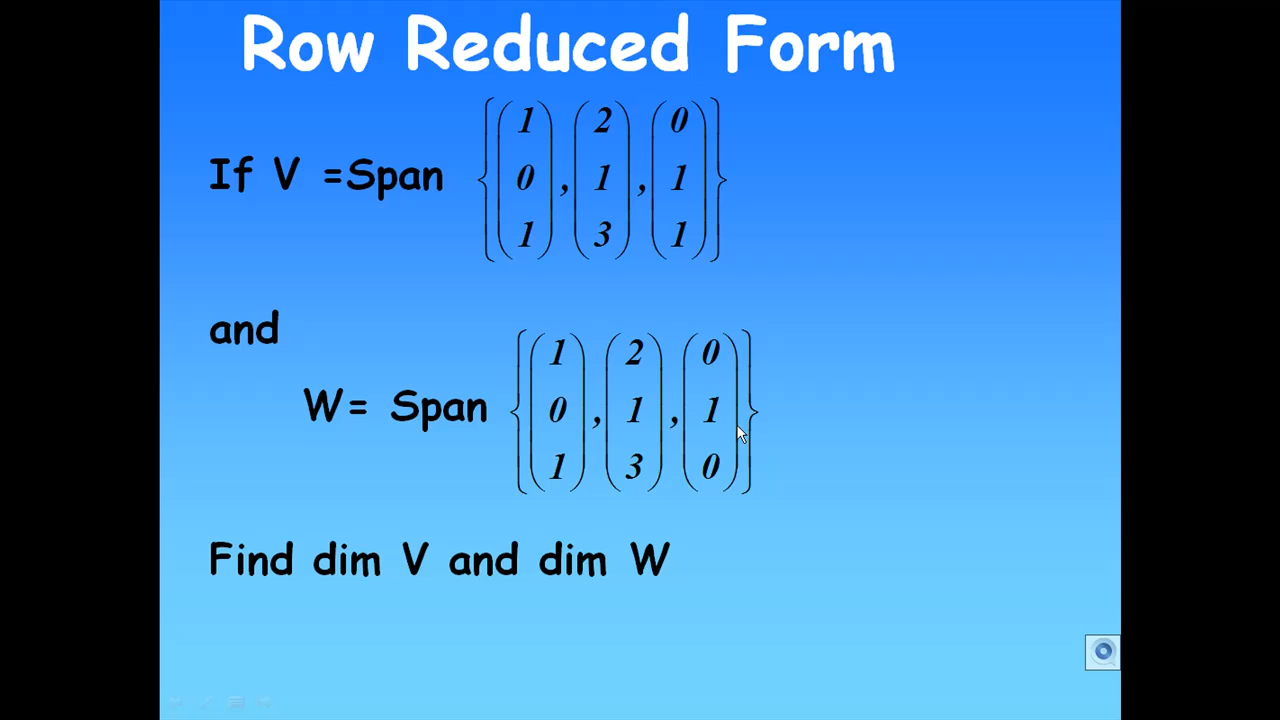 Row Reduced Form
If V =Span {(1 0 1), (2 1 3), (0 1 1)}
and
W= Span {(1 0 1), (2 1 3), (0 1 0)}
Find dim V and dim W